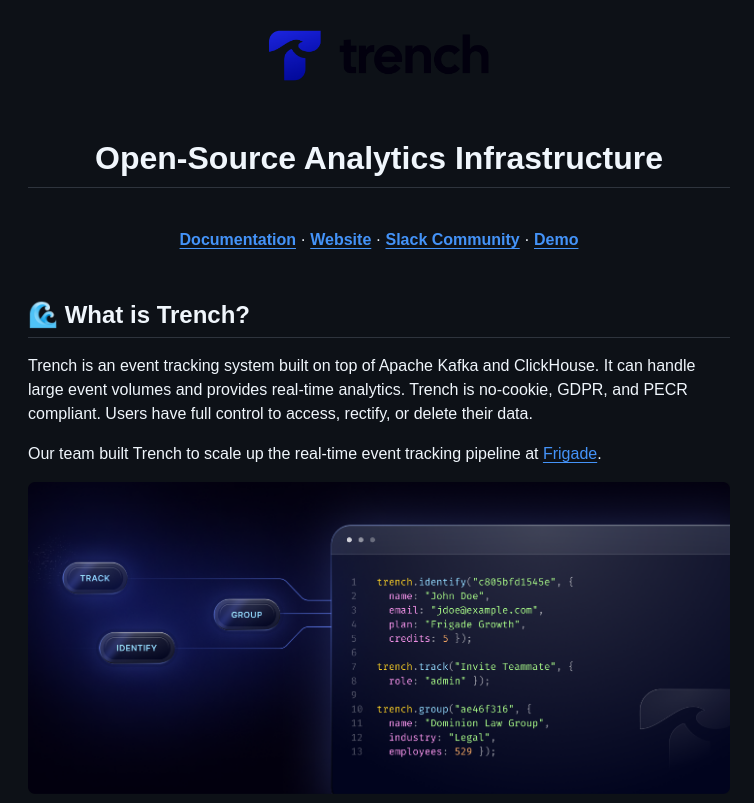 trench
Open-Source Analytics Infrastructure
Documentation · Website · Slack Community · Demo
🌊 What is Trench?
Trench is an event tracking system built on top of Apache Kafka and ClickHouse. It can handle
large event volumes and provides real-time analytics. Trench is no-cookie, GDPR, and PECR
compliant. Users have full control to access, rectify, or delete their data.
Our team built Trench to scale up the real-time event tracking pipeline at Frigade.
TRACK
GROUP
IDENTIFY
1 trench.identify("c805bfd1545e", {
2 name: "John Doe",
3 email: "jdoe@example.com",
4 plan: "Frigade Growth",
5 credits: 5 });
6
7 trench.track("Invite Teammate", {
8 role: "admin" });
9
10 trench.group("ae46f316", {
11 name: "Dominion Law Group",
12 industry: "Legal",
13 employees: 529 });